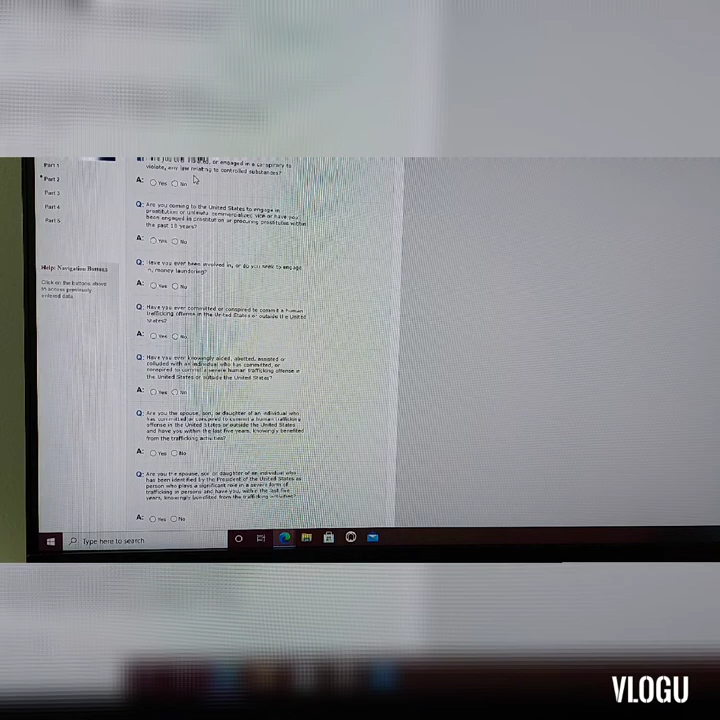 Part 1
* Part 2
Part 3
Part 4
Part 5
Help: Navigation Buttons
Click on the buttons above
to access previously
entered data.
or engaged in a conspiracy to
violate, any law relating to controlled substances?
A: Yes No
Q: Are you coming to the United States to engage in
prostitution or unlawful commercialized vice or have you
been engaged in prostitution or procuring prostitutes within
the past 10 years?
A: Yes No
Q: Have you ever been involved in, or do you seek to engage
in, money laundering?
A: Yes No
Q: Have you ever committed or conspired to commit a human
trafficking offense in the United States or outside the United
States?
A: Yes No
Q: Have you ever knowingly aided, abetted, assisted or
colluded with an individual who has committed, or
conspired to commit a severe human trafficking offense in
the United States or outside the United States?
A: Yes No
Q: Are you the spouse, son, or daughter of an individual who
has committed or conspired to commit a human trafficking
offense in the United States or outside the United States
and have you within the last five years, knowingly benefited
from the trafficking activities?
A: Yes No
Q: Are you the spouse, son or daughter of an individual who
has been identified by the President of the United States as
person who plays a significant role in a severe form of
trafficking in persons and have you, within the last five
years, knowingly benefited from the trafficking activities?
A: Yes No
Type here to search
VLOGU